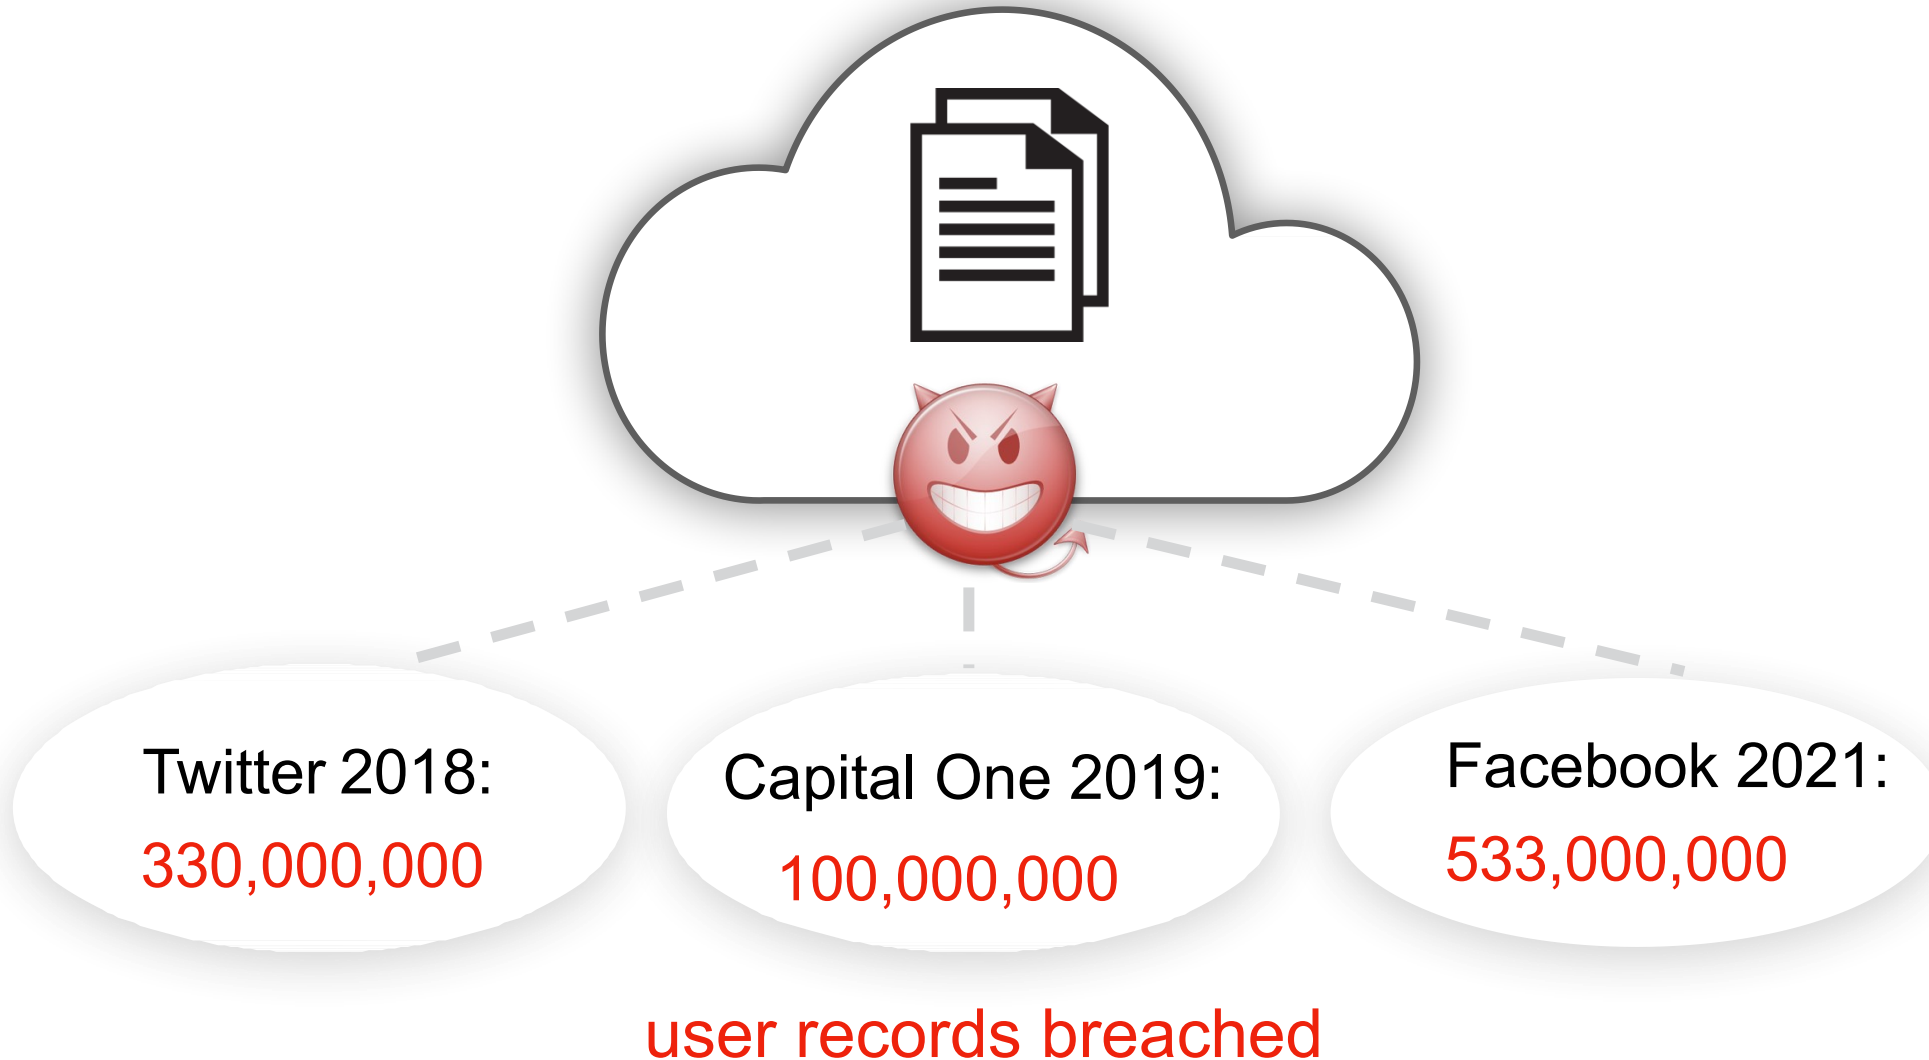 Twitter 2018:
330,000,000
Capital One 2019:
100,000,000
Facebook 2021:
533,000,000
user records breached